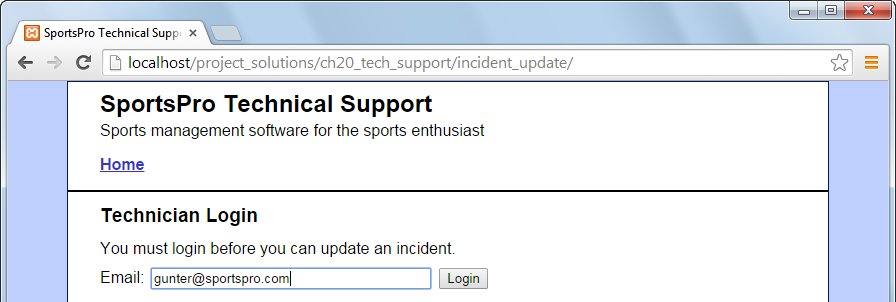 SportsPro Technical Supp
localhost/project_solutions/ch20_tech_support/incident_update/
SportsPro Technical Support
Sports management software for the sports enthusiast
Home
Technician Login
You must login before you can update an incident.
Email: gunter@sportspro.com Login